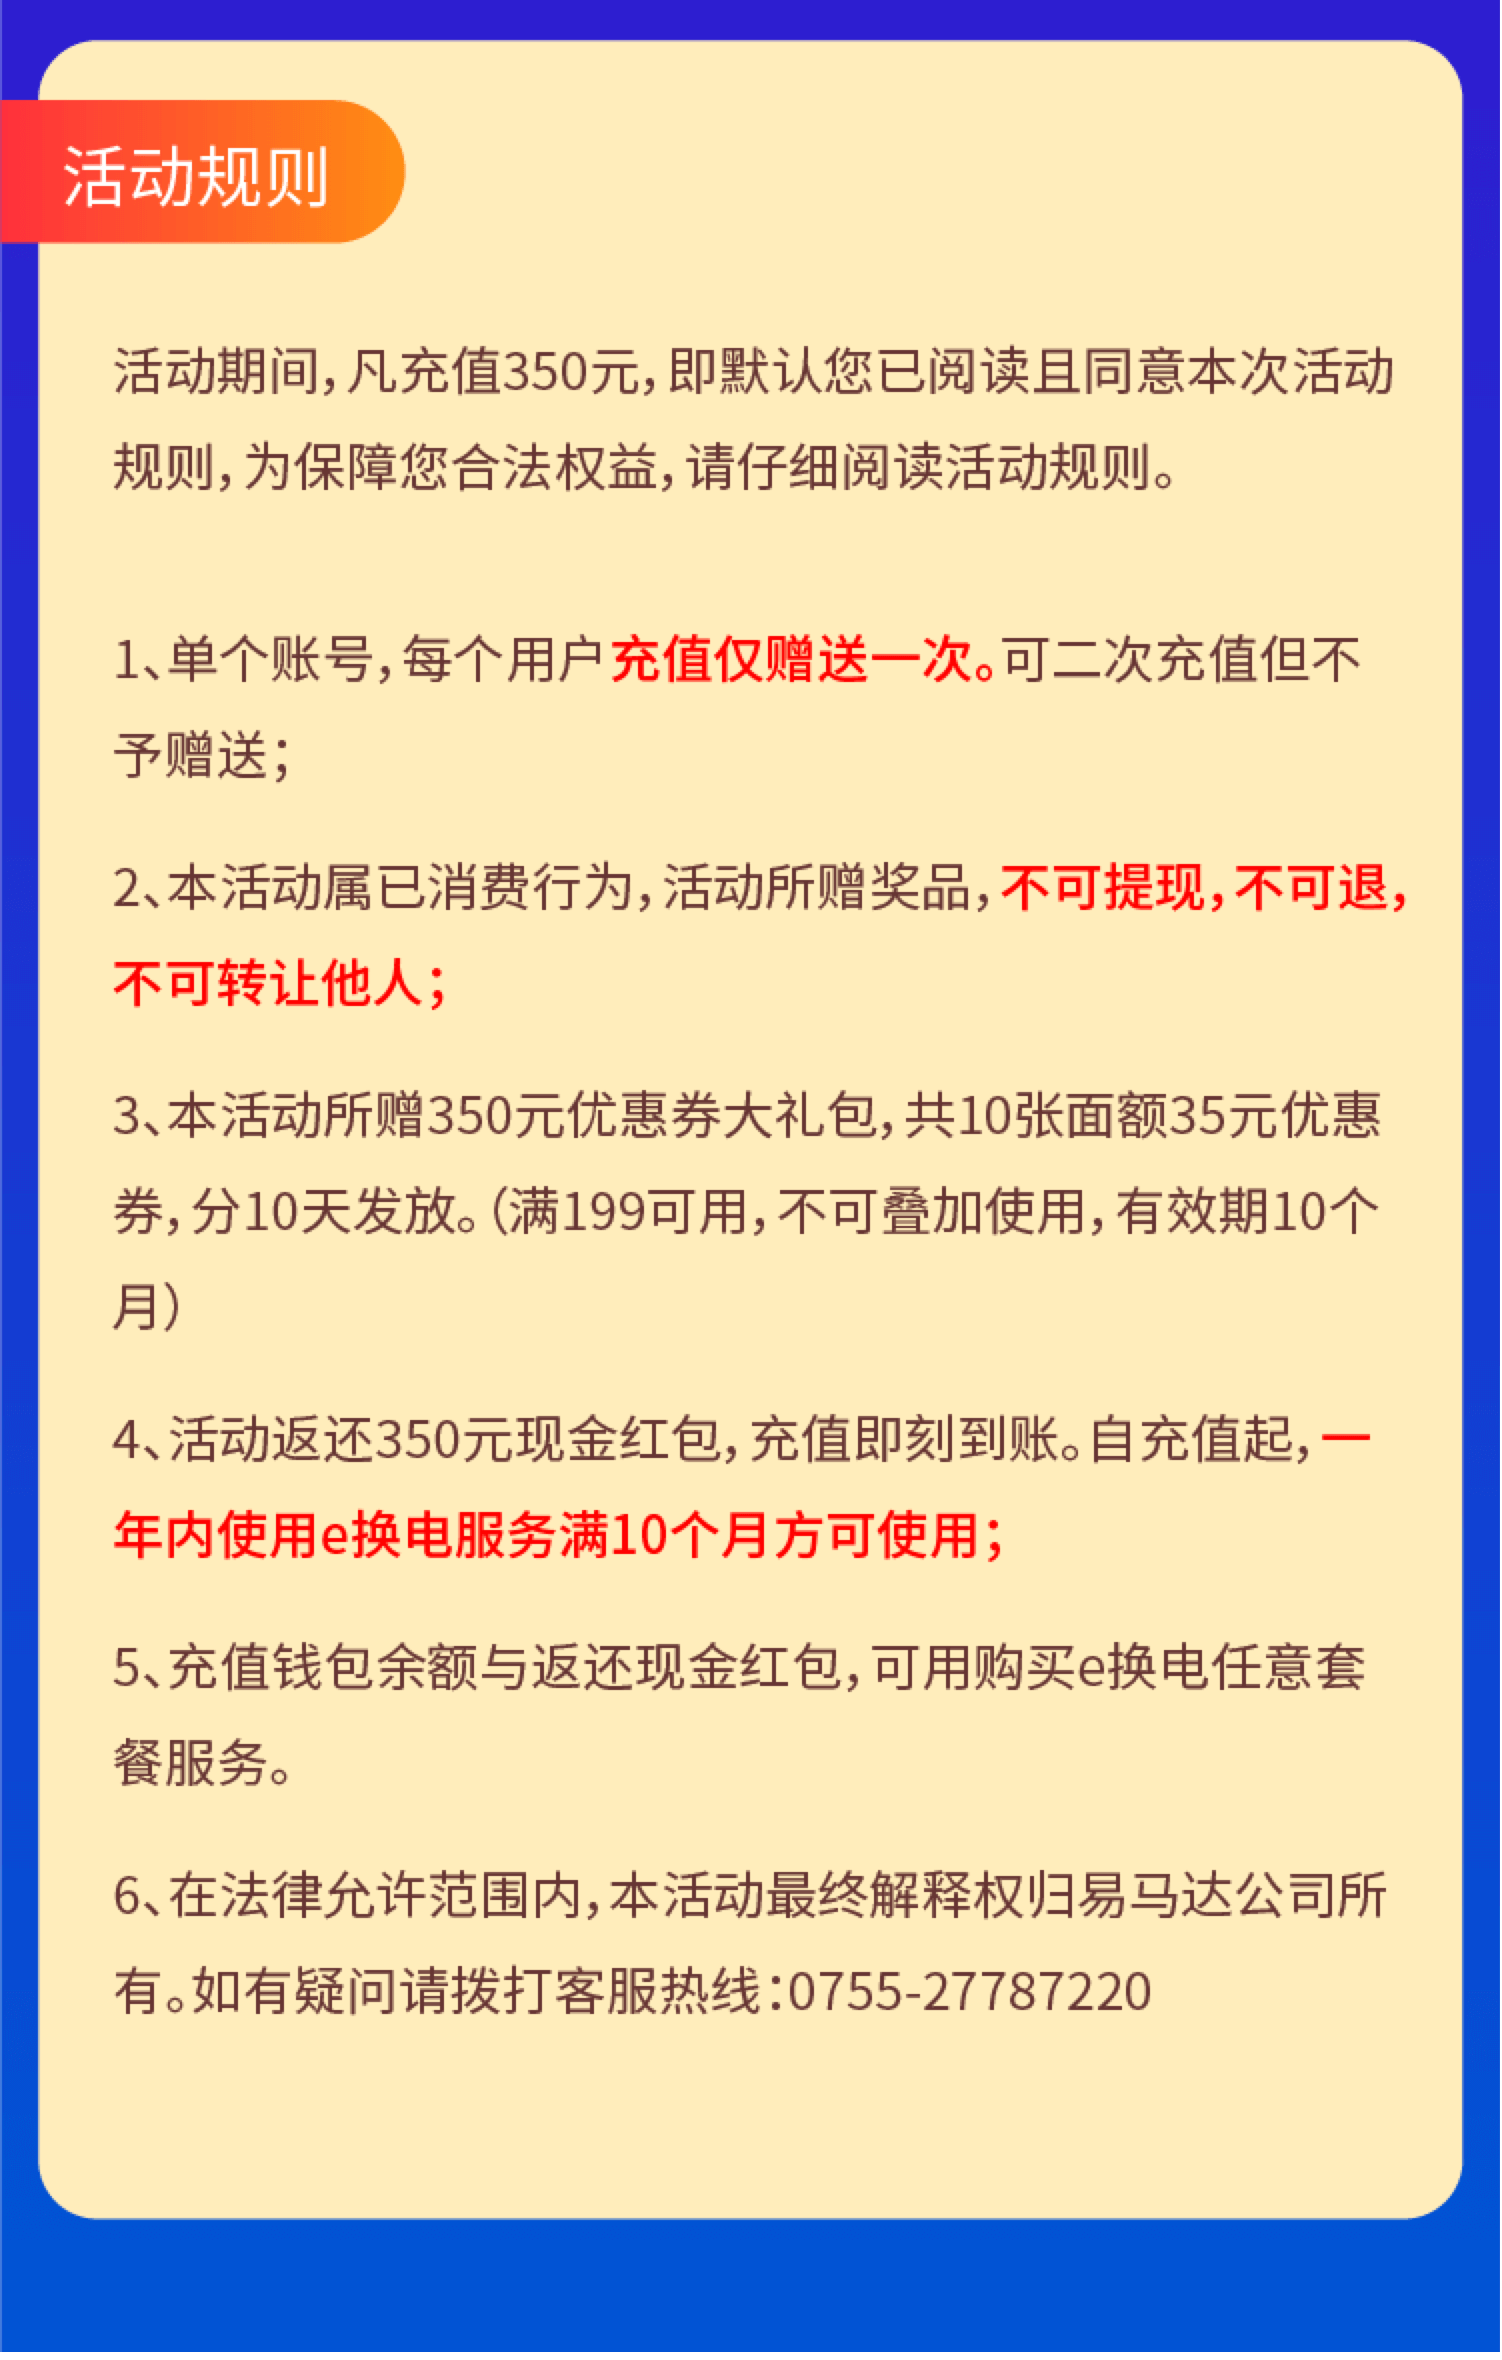 活动规则
活动期间，凡充值350元，即默认您已阅读且同意本次活动
规则，为保障您合法权益，请仔细阅读活动规则。
1、单个账号，每个用户充值仅赠送一次。可二次充值但不
予赠送；
2、本活动属已消费行为，活动所赠奖品，不可提现，不可退，
不可转让他人；
3、本活动所赠350元优惠券大礼包，共10张面额35元优惠
券，分10天发放。（满199可用，不可叠加使用，有效期10个
月）
4、活动返还350元现金红包，充值即刻到账。自充值起，一
年内使用e换电服务满10个月方可使用；
5、充值钱包余额与返还现金红包，可用购买e换电任意套
餐服务。
6、在法律允许范围内，本活动最终解释权归易马达公司所
有。如有疑问请拨打客服热线：0755-27787220